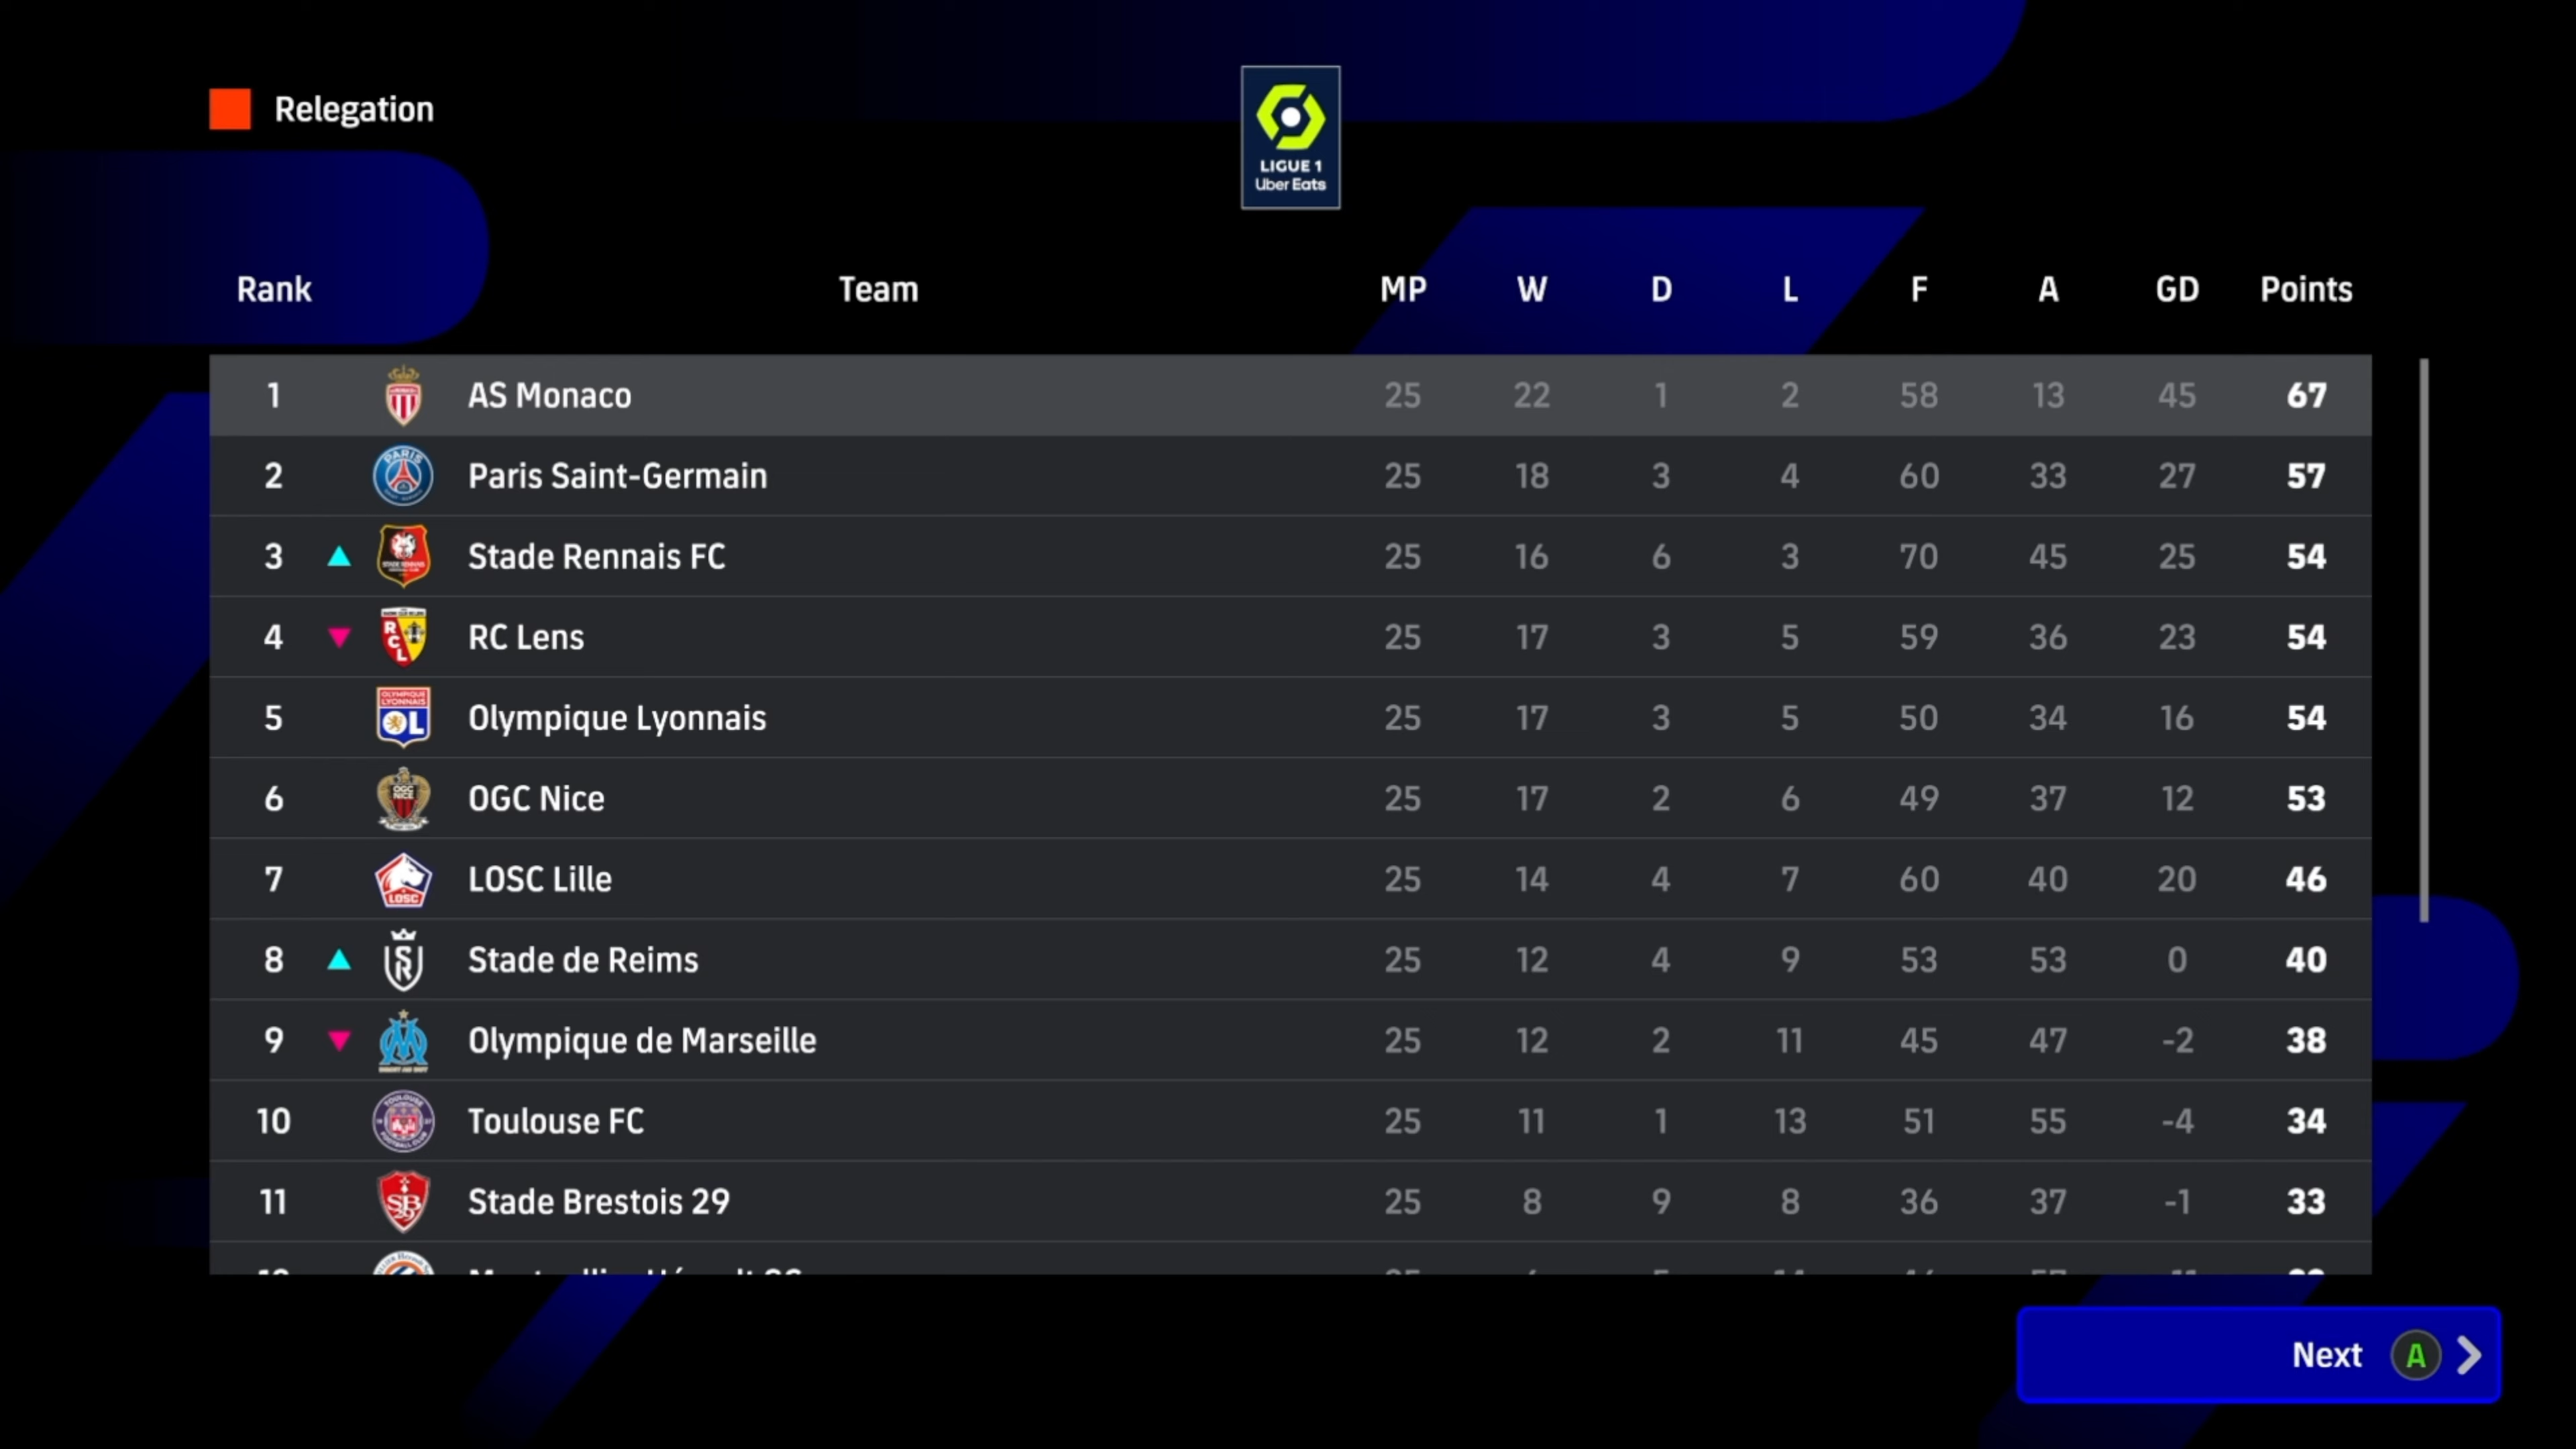 Relegation
LIGUE 1
Uber Eats
Rank Team MP W D L F A GD Points
1 AS Monaco 25 22 1 2 58 13 45 67
2 Paris Saint-Germain 25 18 3 4 60 33 27 57
3 Stade Rennais FC 25 16 6 3 70 45 25 54
4 RC Lens 25 17 3 5 59 36 23 54
5 Olympique Lyonnais 25 17 3 5 50 34 16 54
6 OGC Nice 25 17 2 6 49 37 12 53
7 LOSC Lille 25 14 4 7 60 40 20 46
8 Stade de Reims 25 12 4 9 53 53 0 40
9 Olympique de Marseille 25 12 2 11 45 47 -2 38
10 Toulouse FC 25 11 1 13 51 55 -4 34
11 Stade Brestois 29 25 8 9 8 36 37 -1 33
Next A